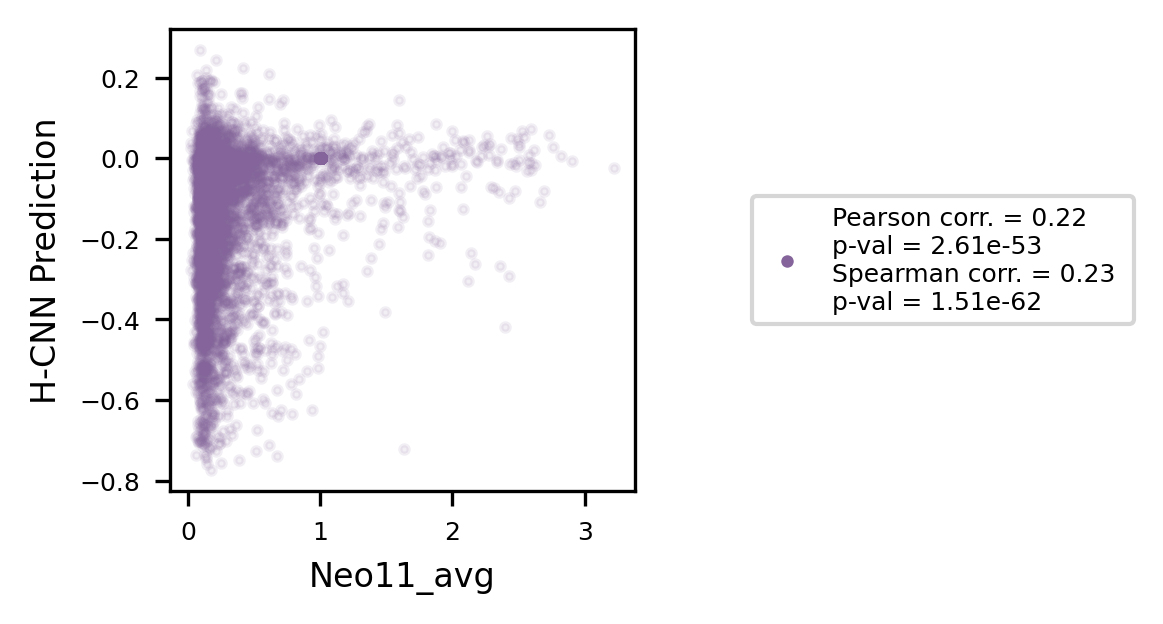 H-CNN Prediction
0.2
0.0
−0.2
−0.4
−0.6
−0.8
0
1
2
3
Neo11_avg
Pearson corr. = 0.22
p-val = 2.61e-53
Spearman corr. = 0.23
p-val = 1.51e-62